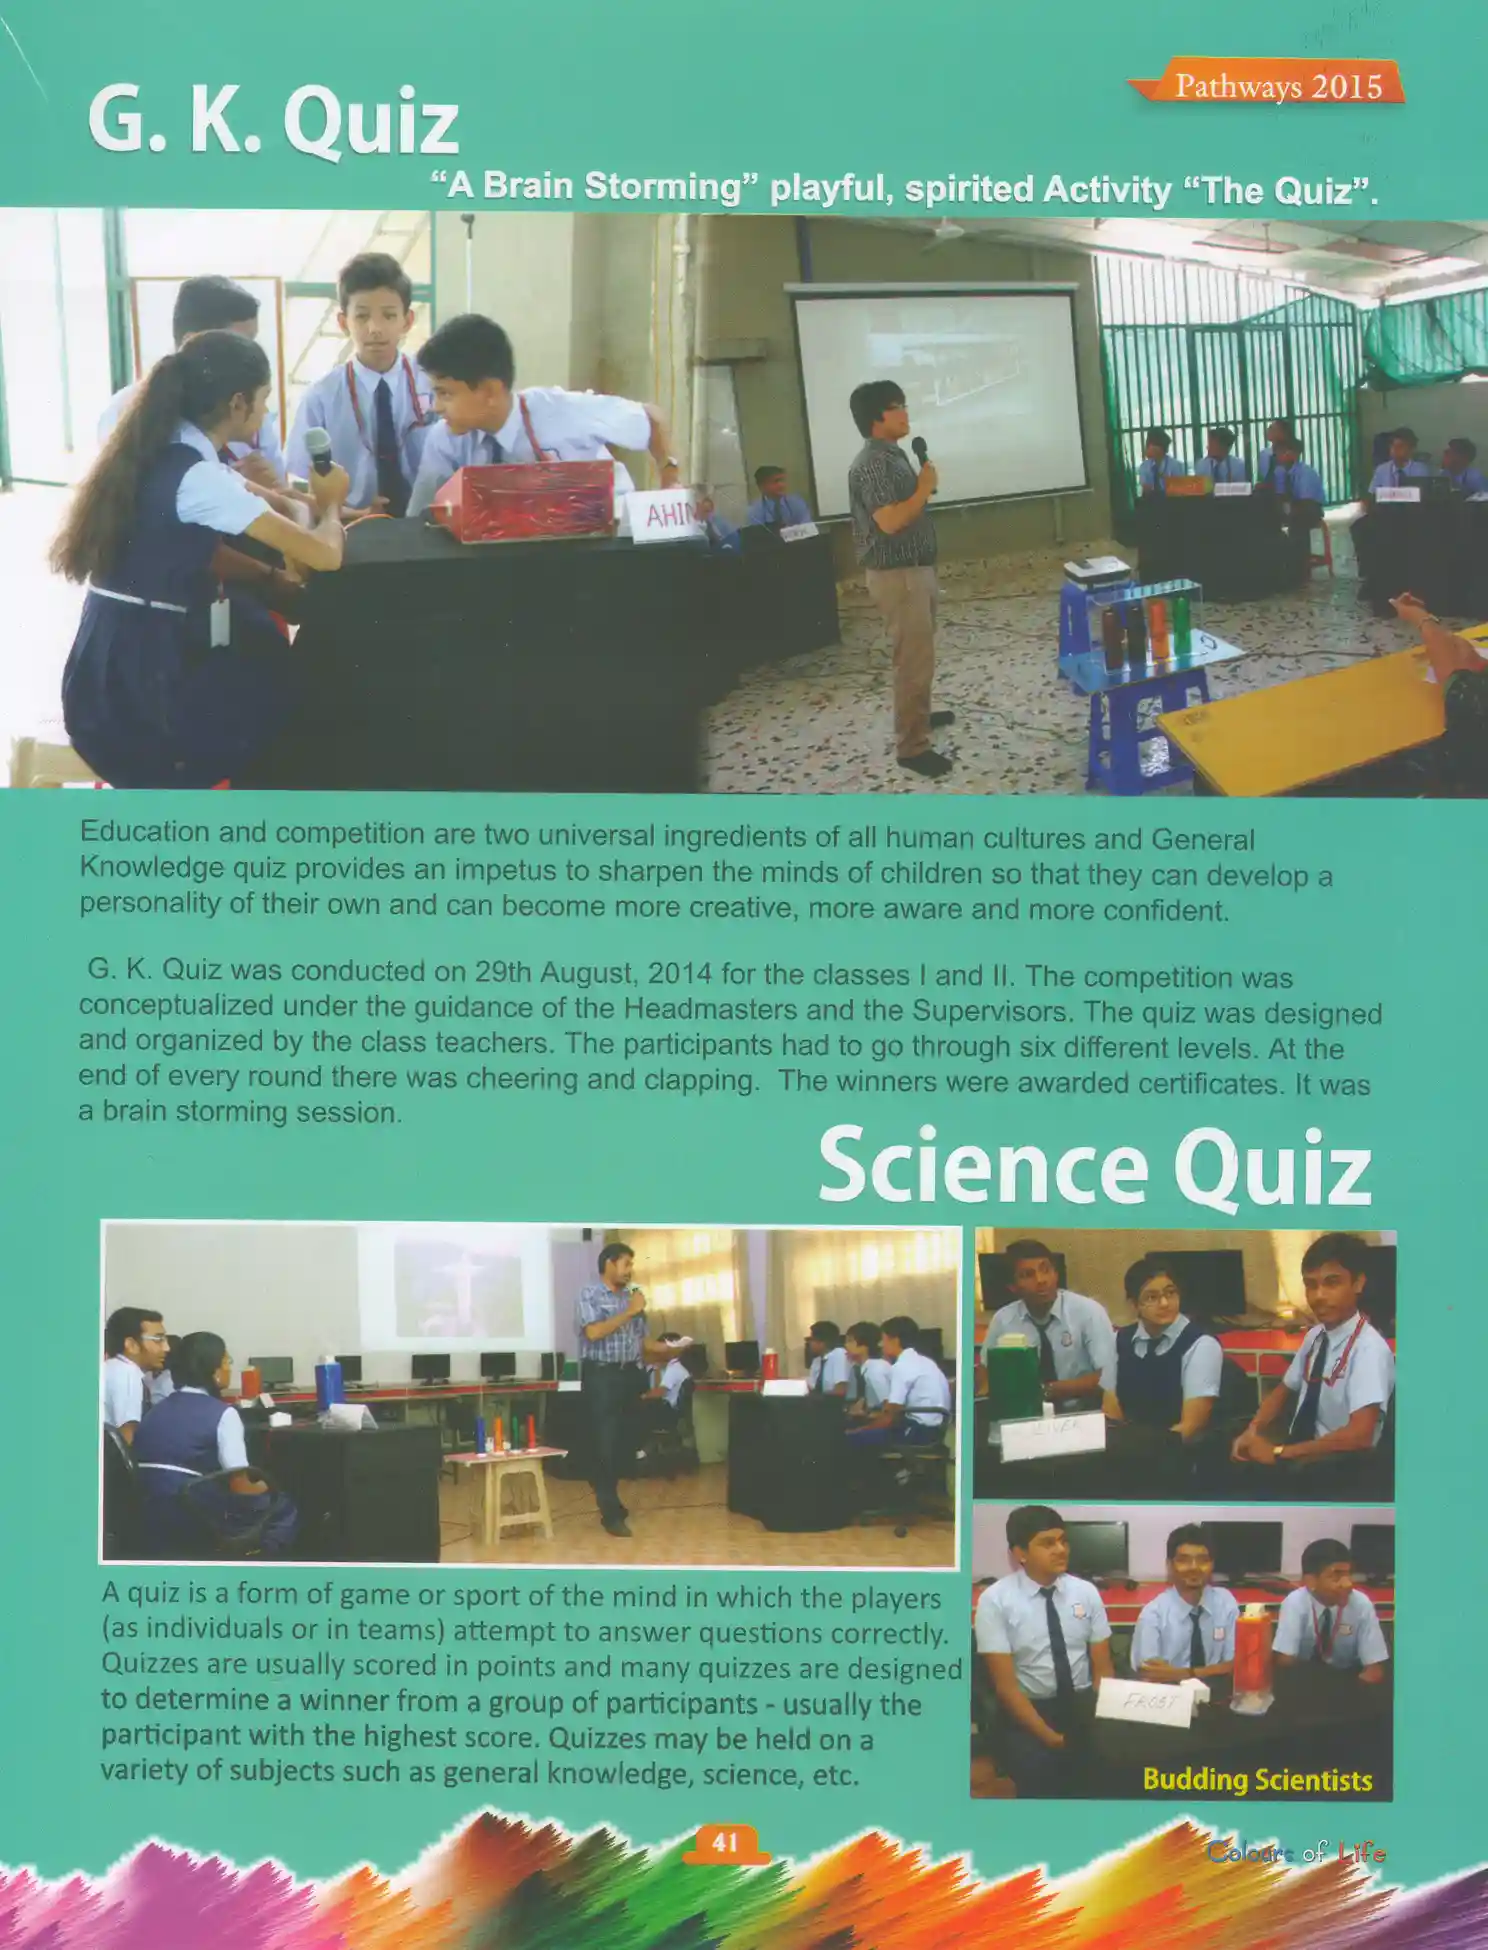 Pathways 2015
G. K. Quiz
“A Brain Storming” playful, spirited Activity “The Quiz”.
AHIN
Education and competition are two universal ingredients of all human cultures and General
Knowledge quiz provides an impetus to sharpen the minds of children so that they can develop a
personality of their own and can become more creative, more aware and more confident.
G. K. Quiz was conducted on 29th August, 2014 for the classes I and II. The competition was
conceptualized under the guidance of the Headmasters and the Supervisors. The quiz was designed
and organized by the class teachers. The participants had to go through six different levels. At the
end of every round there was cheering and clapping.  The winners were awarded certificates. It was
a brain storming session.
Science Quiz
A quiz is a form of game or sport of the mind in which the players
(as individuals or in teams) attempt to answer questions correctly.
Quizzes are usually scored in points and many quizzes are designed
to determine a winner from a group of participants - usually the
participant with the highest score. Quizzes may be held on a
variety of subjects such as general knowledge, science, etc.
FROST
Budding Scientists
41
Colours of Life